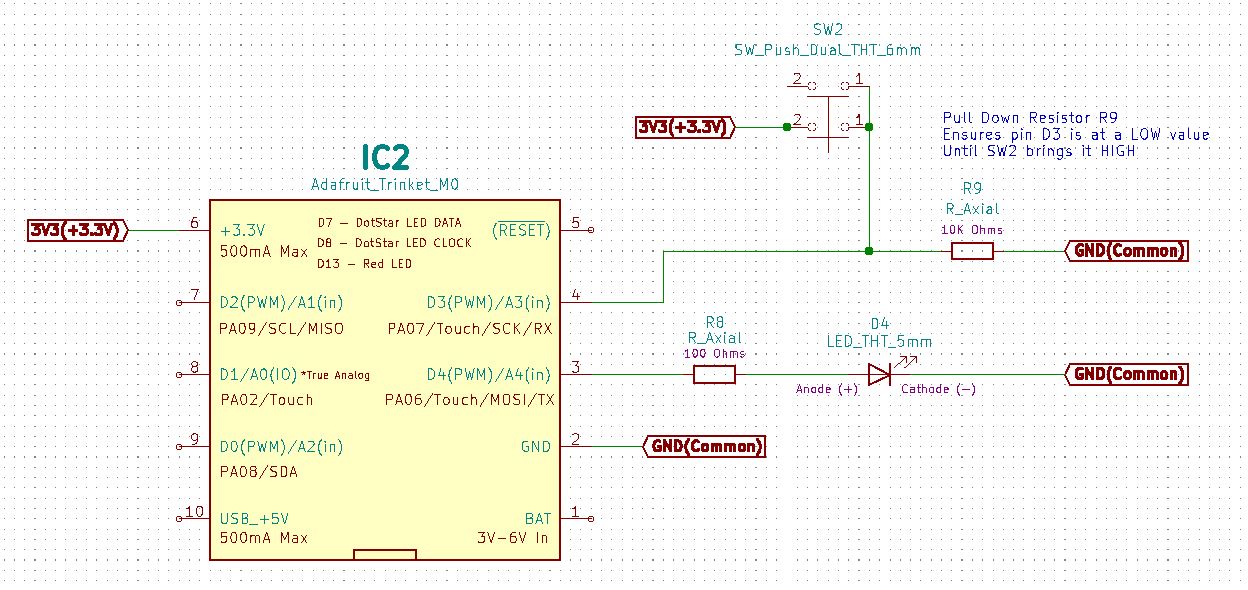 SW2
SW_Push_Dual_THT_6mm
2 1
3V3(+3.3V) 2 1
Pull Down Resistor R9
Ensures pin D3 is at a LOW value
Until SW2 brings it HIGH
IC2
Adafruit_Trinket_M0
R9
R_Axial
10K Ohms
GND(Common)
3V3(+3.3V) 6 +3.3V
500mA Max
D7 – DotStar LED DATA
D8 – DotStar LED CLOCK
D13 – Red LED
(RESET) 5
7 D2(PWM)/A1(in)
PA09/SCL/MISO
D3(PWM)/A3(in) 4
PA07/Touch/SCK/RX
R8
R_Axial
100 Ohms
D4
LED_THT_5mm
Anode (+) Cathode (–)
GND(Common)
8 D1/A0(IO) *True Analog
PA02/Touch
D4(PWM)/A4(in) 3
PA06/Touch/MOSI/TX
9 D0(PWM)/A2(in)
PA08/SDA
GND 2 GND(Common)
10 USB_+5V
500mA Max
BAT 1
3V-6V In